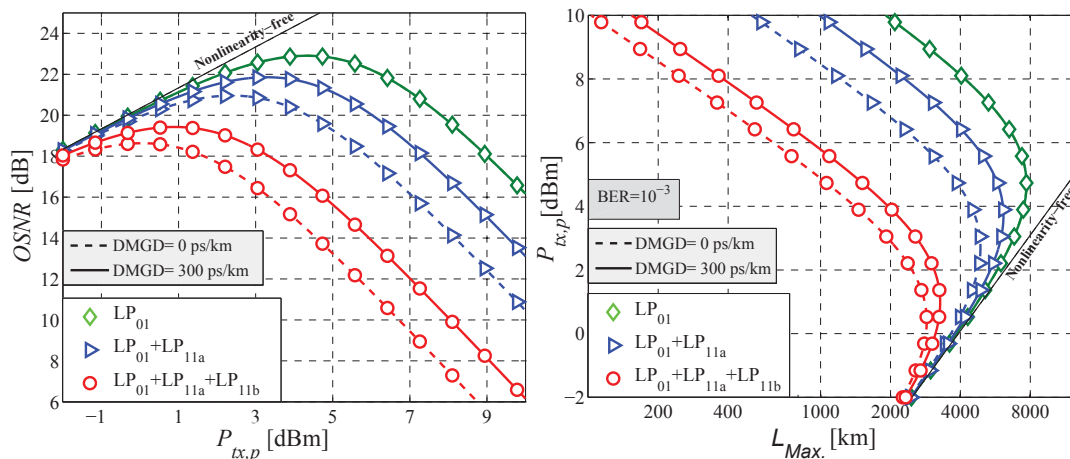 24
22
20
18
16
14
12
10
8
6
OSNR [dB]
Nonlinearity−free
DMGD= 0 ps/km
DMGD= 300 ps/km
LP01
LP01+LP11a
LP01+LP11a+LP11b
−1 1 3 5 7 9
Ptx,p [dBm]
10
8
6
4
2
0
−2
Ptx,p[dBm]
BER=10−3
Nonlinearity−free
DMGD= 0 ps/km
DMGD= 300 ps/km
LP01
LP01+LP11a
LP01+LP11a+LP11b
200 400 1000 2000 4000 8000
LMax. [km]